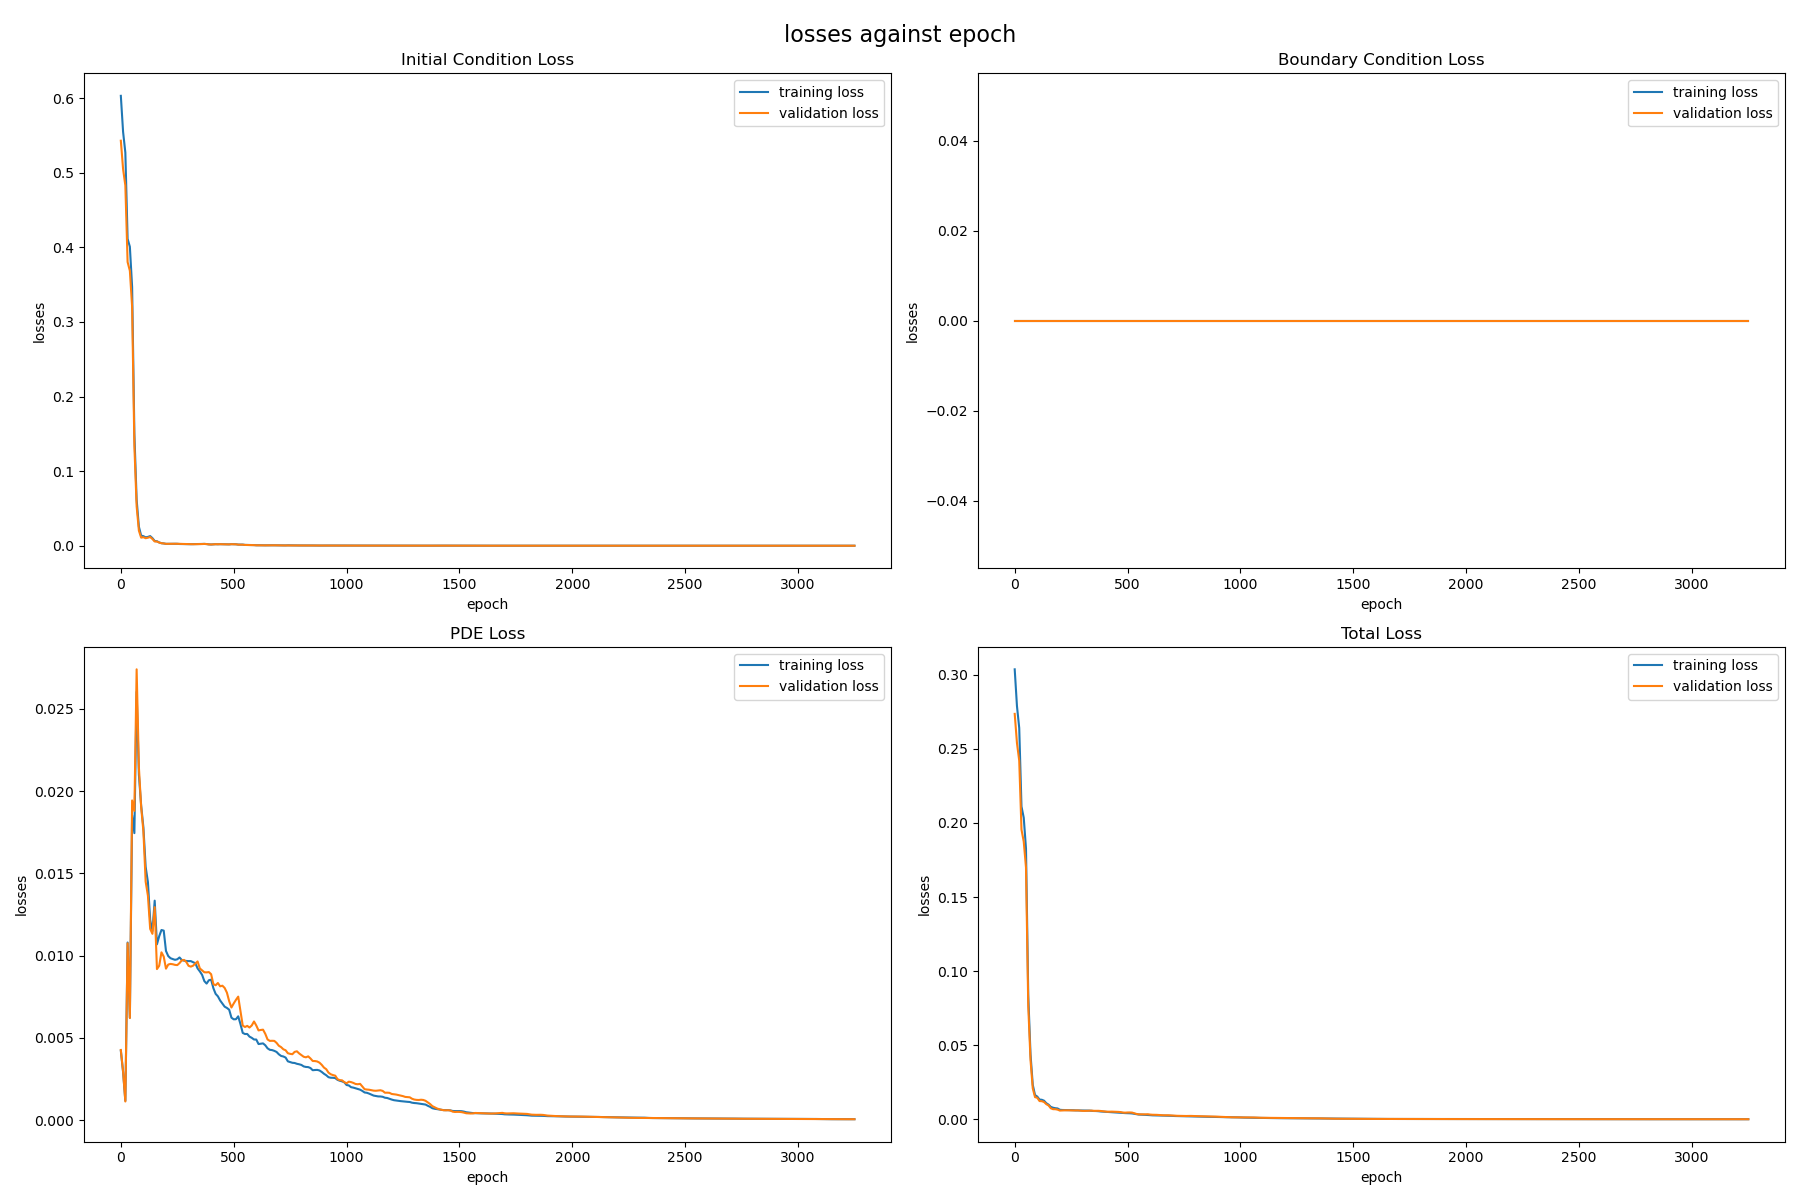 losses against epoch
Initial Condition Loss
training loss
validation loss
0.6
0.5
0.4
0.3
0.2
0.1
0.0
losses
0 500 1000 1500 2000 2500 3000
epoch
Boundary Condition Loss
training loss
validation loss
0.04
0.02
0.00
−0.02
−0.04
losses
0 500 1000 1500 2000 2500 3000
epoch
PDE Loss
training loss
validation loss
0.025
0.020
0.015
0.010
0.005
0.000
losses
0 500 1000 1500 2000 2500 3000
epoch
Total Loss
training loss
validation loss
0.30
0.25
0.20
0.15
0.10
0.05
0.00
losses
0 500 1000 1500 2000 2500 3000
epoch